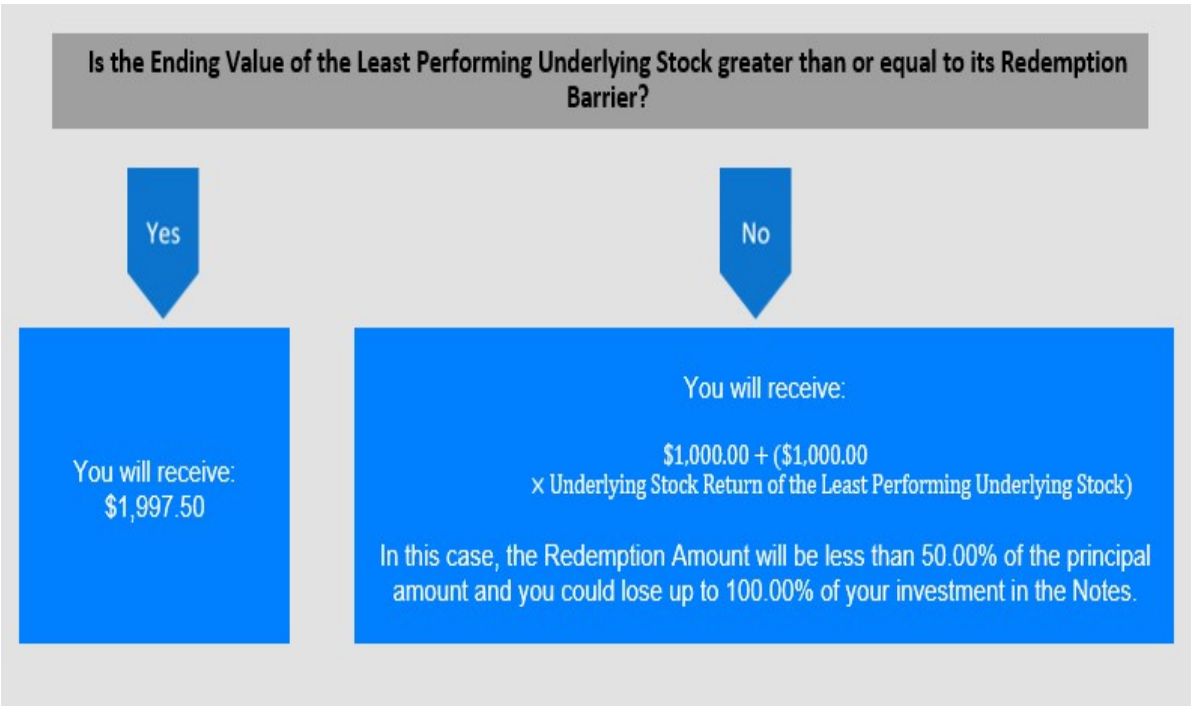 Is the Ending Value of the Least Performing Underlying Stock greater than or equal to its Redemption
Barrier?
Yes
No
You will receive:
$1,997.50
You will receive:
$1,000.00 + ($1,000.00
× Underlying Stock Return of the Least Performing Underlying Stock)
In this case, the Redemption Amount will be less than 50.00% of the principal
amount and you could lose up to 100.00% of your investment in the Notes.